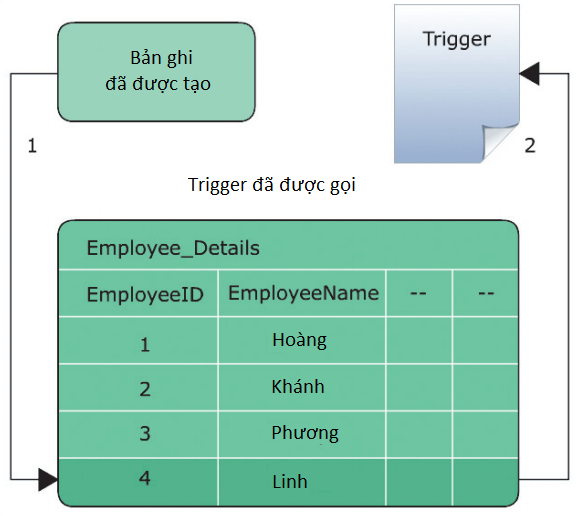 Bản ghi
đã được tạo
Trigger
1
2
Trigger đã được gọi
Employee_Details
EmployeeID EmployeeName -- --
1 Hoàng
2 Khánh
3 Phương
4 Linh